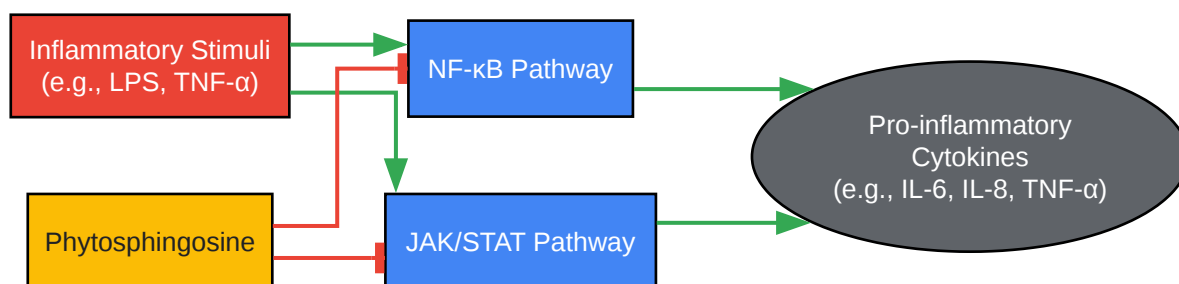 Inflammatory Stimuli
(e.g., LPS, TNF-α)
NF-κB Pathway
Pro-inflammatory
Cytokines
(e.g., IL-6, IL-8, TNF-α)
Phytosphingosine
JAK/STAT Pathway